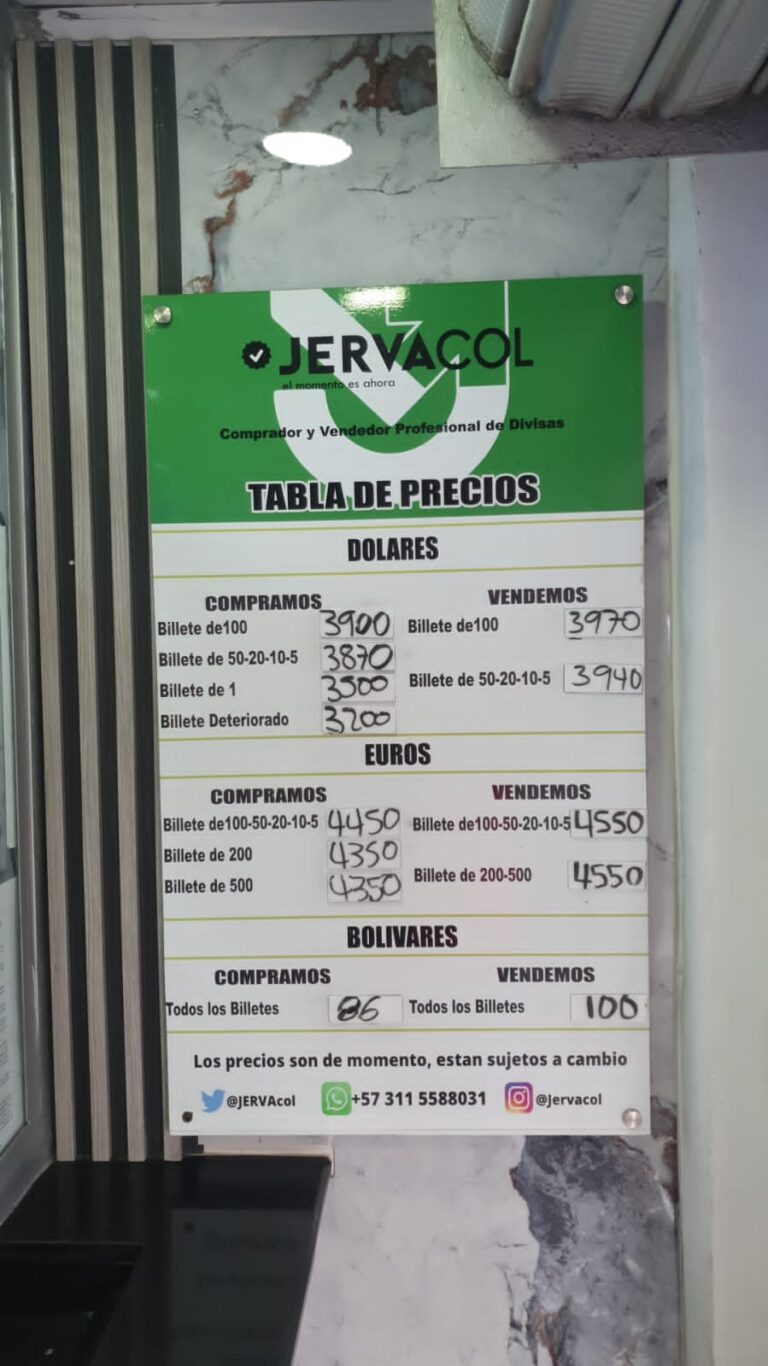 JERVACOL
el momento es ahora
Comprador y Vendedor Profesional de Divisas
TABLA DE PRECIOS
DOLARES
COMPRAMOS VENDEMOS
Billete de100 3900 Billete de100 3970
Billete de 50-20-10-5 3870 Billete de 50-20-10-5 3940
Billete de 1 3500
Billete Deteriorado 3200
EUROS
COMPRAMOS VENDEMOS
Billete de100-50-20-10-5 4450 Billete de100-50-20-10-5 4550
Billete de 200 4350
Billete de 500 4350 Billete de 200-500 4550
BOLIVARES
COMPRAMOS VENDEMOS
Todos los Billetes 86 Todos los Billetes 100
Los precios son de momento, estan sujetos a cambio
@JERVAcol +57 311 5588031 @Jervacol